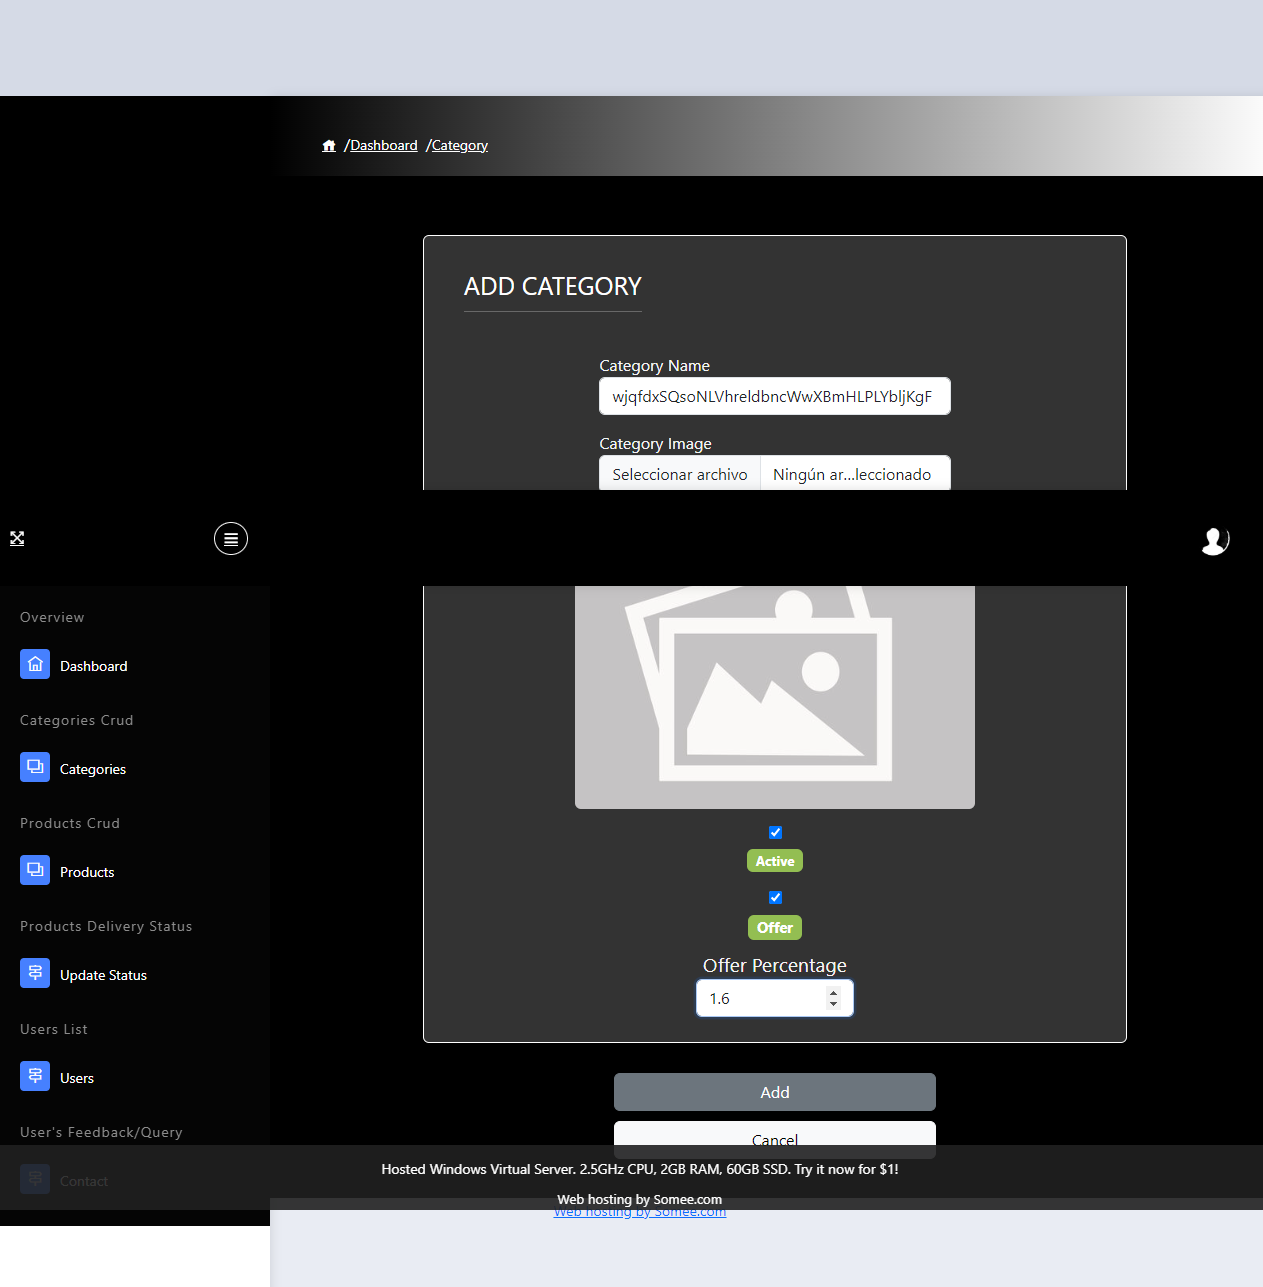 /Dashboard /Category
ADD CATEGORY
Category Name
wjqfdxSQsoNLVhreldbncWwXBmHLPLYbljKgF
Category Image
Seleccionar archivo Ningún ar...leccionado
Overview
Dashboard
Categories Crud
Categories
Products Crud
Products
Active
Offer
Products Delivery Status
Offer Percentage
Update Status
1.6
Users List
Users
Add
User's Feedback/Query
Cancel
Hosted Windows Virtual Server. 2.5GHz CPU, 2GB RAM, 60GB SSD. Try it now for $1!
Contact
Web hosting by Somee.com
Web hosting by Somee.com